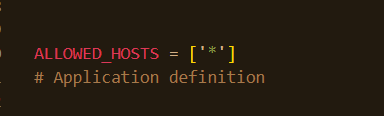 ALLOWED_HOSTS = ['*']
# Application definition